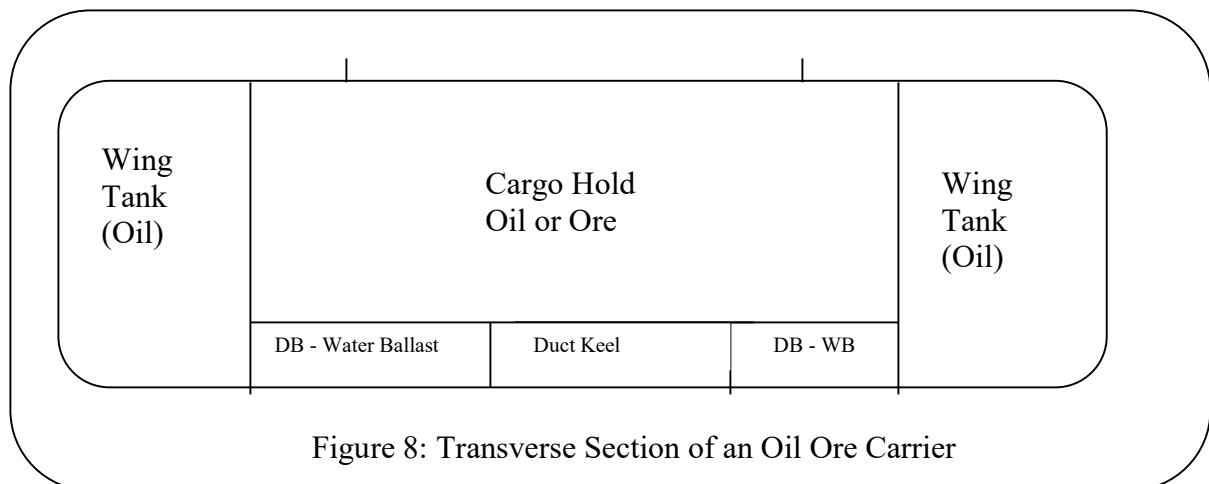 Wing
Tank
(Oil)
Cargo Hold
Oil or Ore
Wing
Tank
(Oil)
DB - Water Ballast
Duct Keel
DB - WB
Figure 8: Transverse Section of an Oil Ore Carrier